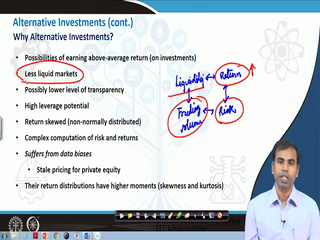 Alternative Investments (cont.)
Why Alternative Investments?
• Possibilities of earning above-average return (on investments)
• Less liquid markets
• Possibly lower level of transparency
• High leverage potential
• Return skewed (non-normally distributed)
• Complex computation of risk and returns
• Suffers from data biases
• Stale pricing for private equity
• Their return distributions have higher moments (skewness and kurtosis)
Liquidity ↔ Return ↑
Trading ↔ Risk
volume